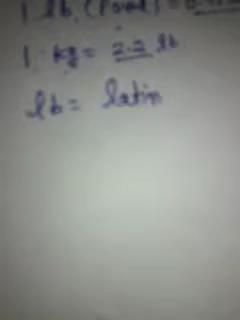 1 lb. (Pound) =
1 kg = 2.2 lb
lb = latin